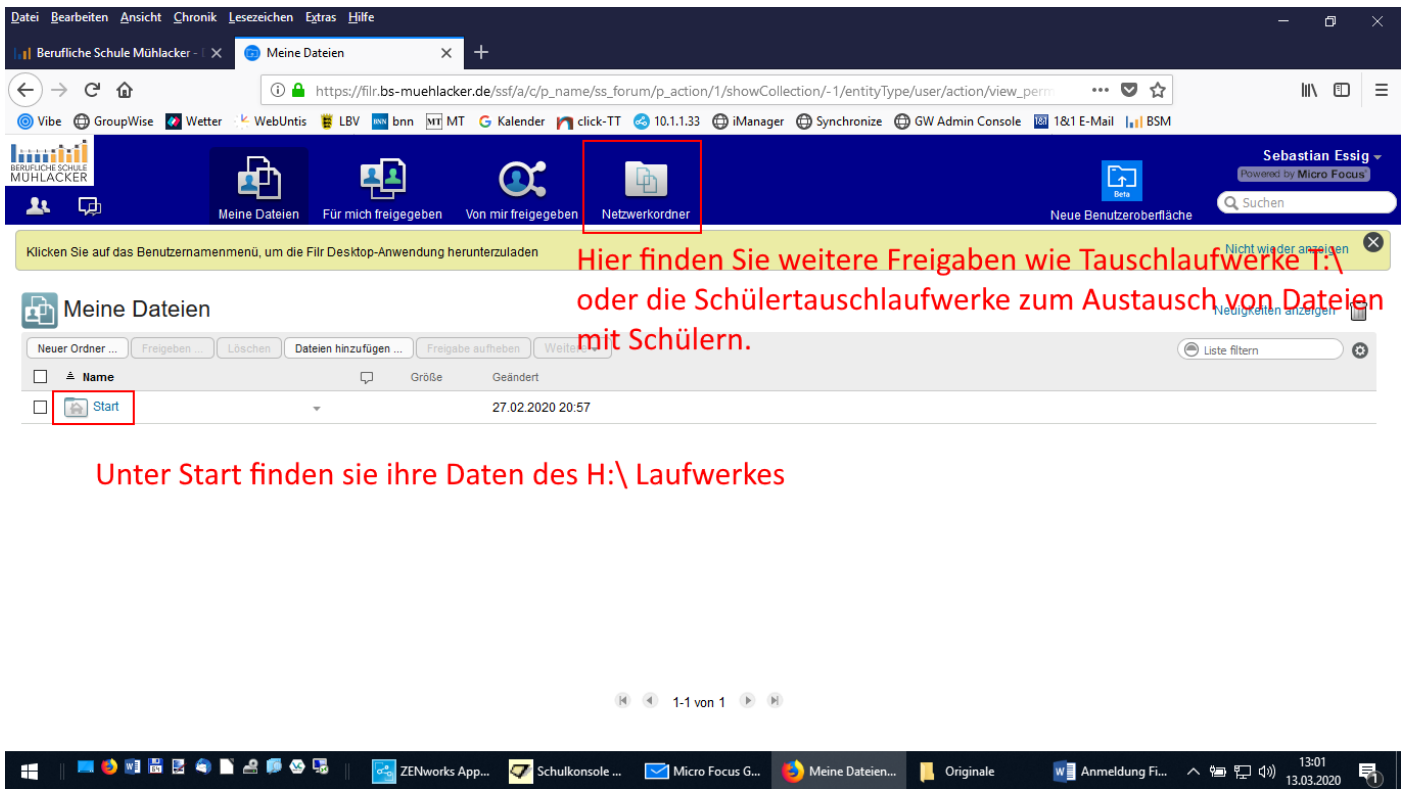 Datei Bearbeiten Ansicht Chronik Lesezeichen Extras Hilfe
Berufliche Schule Mühlacker - Meine Dateien
https://filr.bs-muehlacker.de/ssf/a/c/p_name/ss_forum/p_action/1/showCollection/-1/entityType/user/action/view_perm
Vibe GroupWise Wetter WebUntis LBV bnn MT Kalender click-TT 10.1.1.33 iManager Synchronize GW Admin Console 1&1 E-Mail BSM
BERUFLICHE SCHULE
MÜHLACKER
Meine Dateien Für mich freigegeben Von mir freigegeben Netzwerkordner
Beta
Neue Benutzeroberfläche
Sebastian Essig
Powered by Micro Focus
Suchen
Klicken Sie auf das Benutzernamenmenü, um die Filr Desktop-Anwendung herunterzuladen
Nicht wieder anzeigen
Hier finden Sie weitere Freigaben wie Tauschlaufwerke T:\
oder die Schülertauschlaufwerke zum Austausch von Dateien
mit Schülern.
Meine Dateien
Neuigkeiten anzeigen
Neuer Ordner ... Freigeben ... Löschen Dateien hinzufügen ... Freigabe aufheben Weitere
Liste filtern
Name Größe Geändert
Start 27.02.2020 20:57
Unter Start finden sie ihre Daten des H:\ Laufwerkes
1-1 von 1
ZENworks App... Schulkonsole ... Micro Focus G... Meine Dateien... Originale Anmeldung Fi... 13:01
13.03.2020